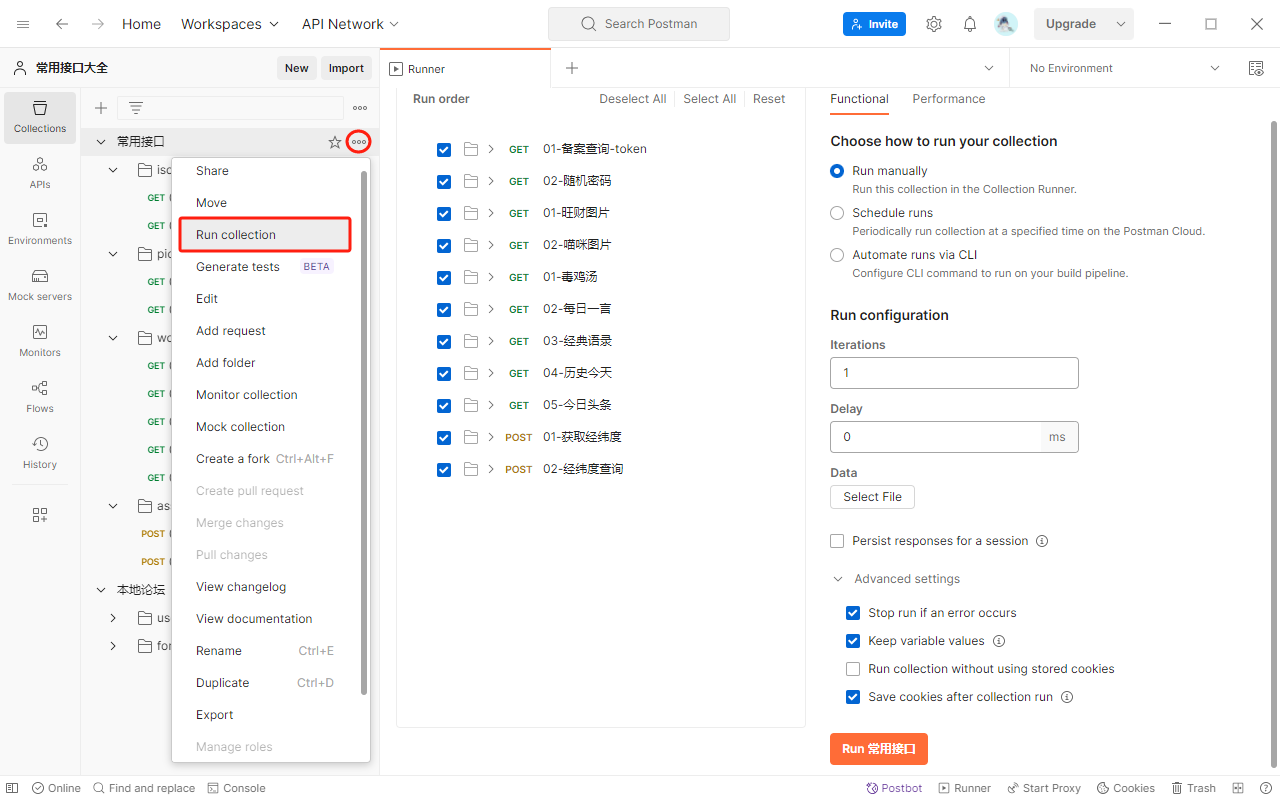 Home Workspaces API Network Search Postman Invite Upgrade
常用接口大全 New Import Runner No Environment
Collections
APIs
Environments
Mock servers
Monitors
Flows
History
常用接口
GET
GET
GET
GET
GET
GET
GET
GET
GET
POST
POST
本地论坛
Share
Move
Run collection
Generate tests BETA
Edit
Add request
Add folder
Monitor collection
Mock collection
Create a fork Ctrl+Alt+F
Create pull request
Merge changes
Pull changes
View changelog
View documentation
Rename Ctrl+E
Duplicate Ctrl+D
Export
Manage roles
Run order Deselect All Select All Reset
GET 01-备案查询-token
GET 02-随机密码
GET 01-旺财图片
GET 02-喵咪图片
GET 01-毒鸡汤
GET 02-每日一言
GET 03-经典语录
GET 04-历史今天
GET 05-今日头条
POST 01-获取经纬度
POST 02-经纬度查询
Functional Performance
Choose how to run your collection
Run manually
Run this collection in the Collection Runner.
Schedule runs
Periodically run collection at a specified time on the Postman Cloud.
Automate runs via CLI
Configure CLI command to run on your build pipeline.
Run configuration
Iterations
1
Delay
0 ms
Data
Select File
Persist responses for a session
Advanced settings
Stop run if an error occurs
Keep variable values
Run collection without using stored cookies
Save cookies after collection run
Run 常用接口
Online Find and replace Console Postbot Runner Start Proxy Cookies Trash